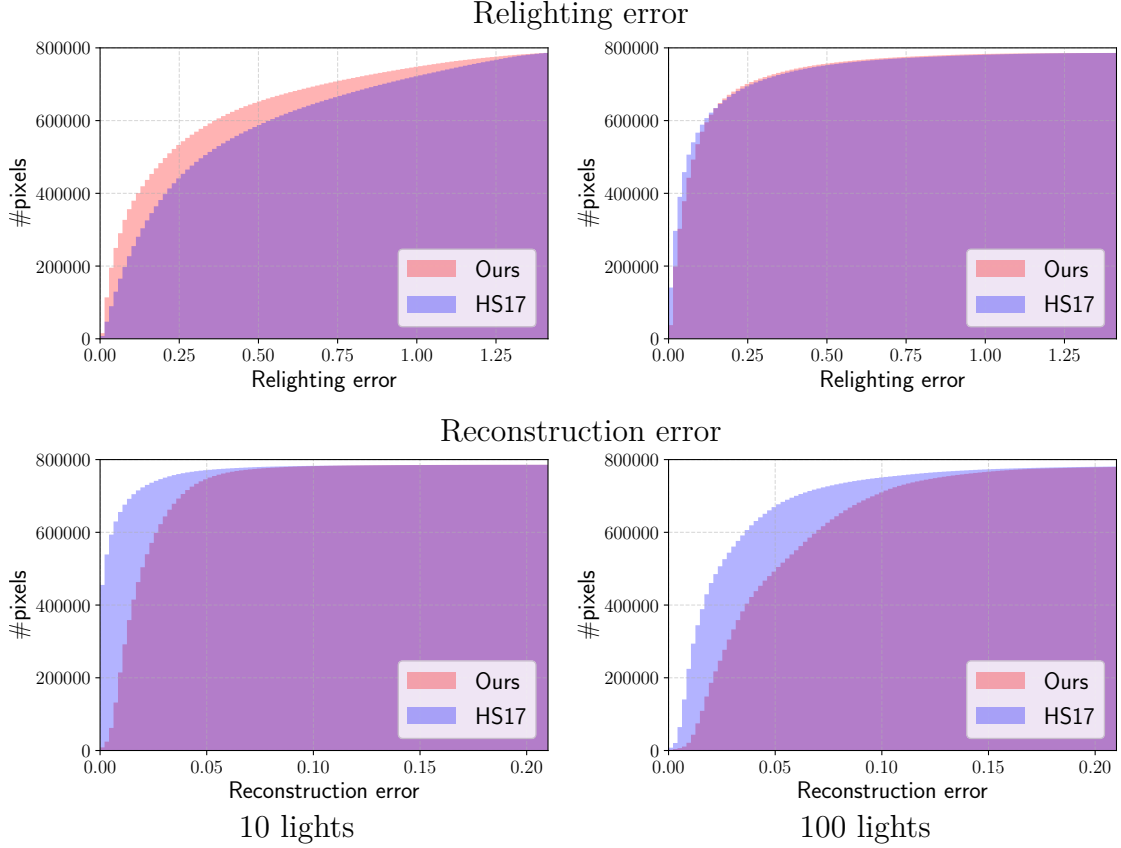 Relighting error
800000
600000
400000
200000
0
#pixels
0.00 0.25 0.50 0.75 1.00 1.25
Relighting error
Ours
HS17
800000
600000
400000
200000
0
#pixels
0.00 0.25 0.50 0.75 1.00 1.25
Relighting error
Ours
HS17
Reconstruction error
800000
600000
400000
200000
0
#pixels
0.00 0.05 0.10 0.15 0.20
Reconstruction error
Ours
HS17
10 lights
800000
600000
400000
200000
0
#pixels
0.00 0.05 0.10 0.15 0.20
Reconstruction error
Ours
HS17
100 lights